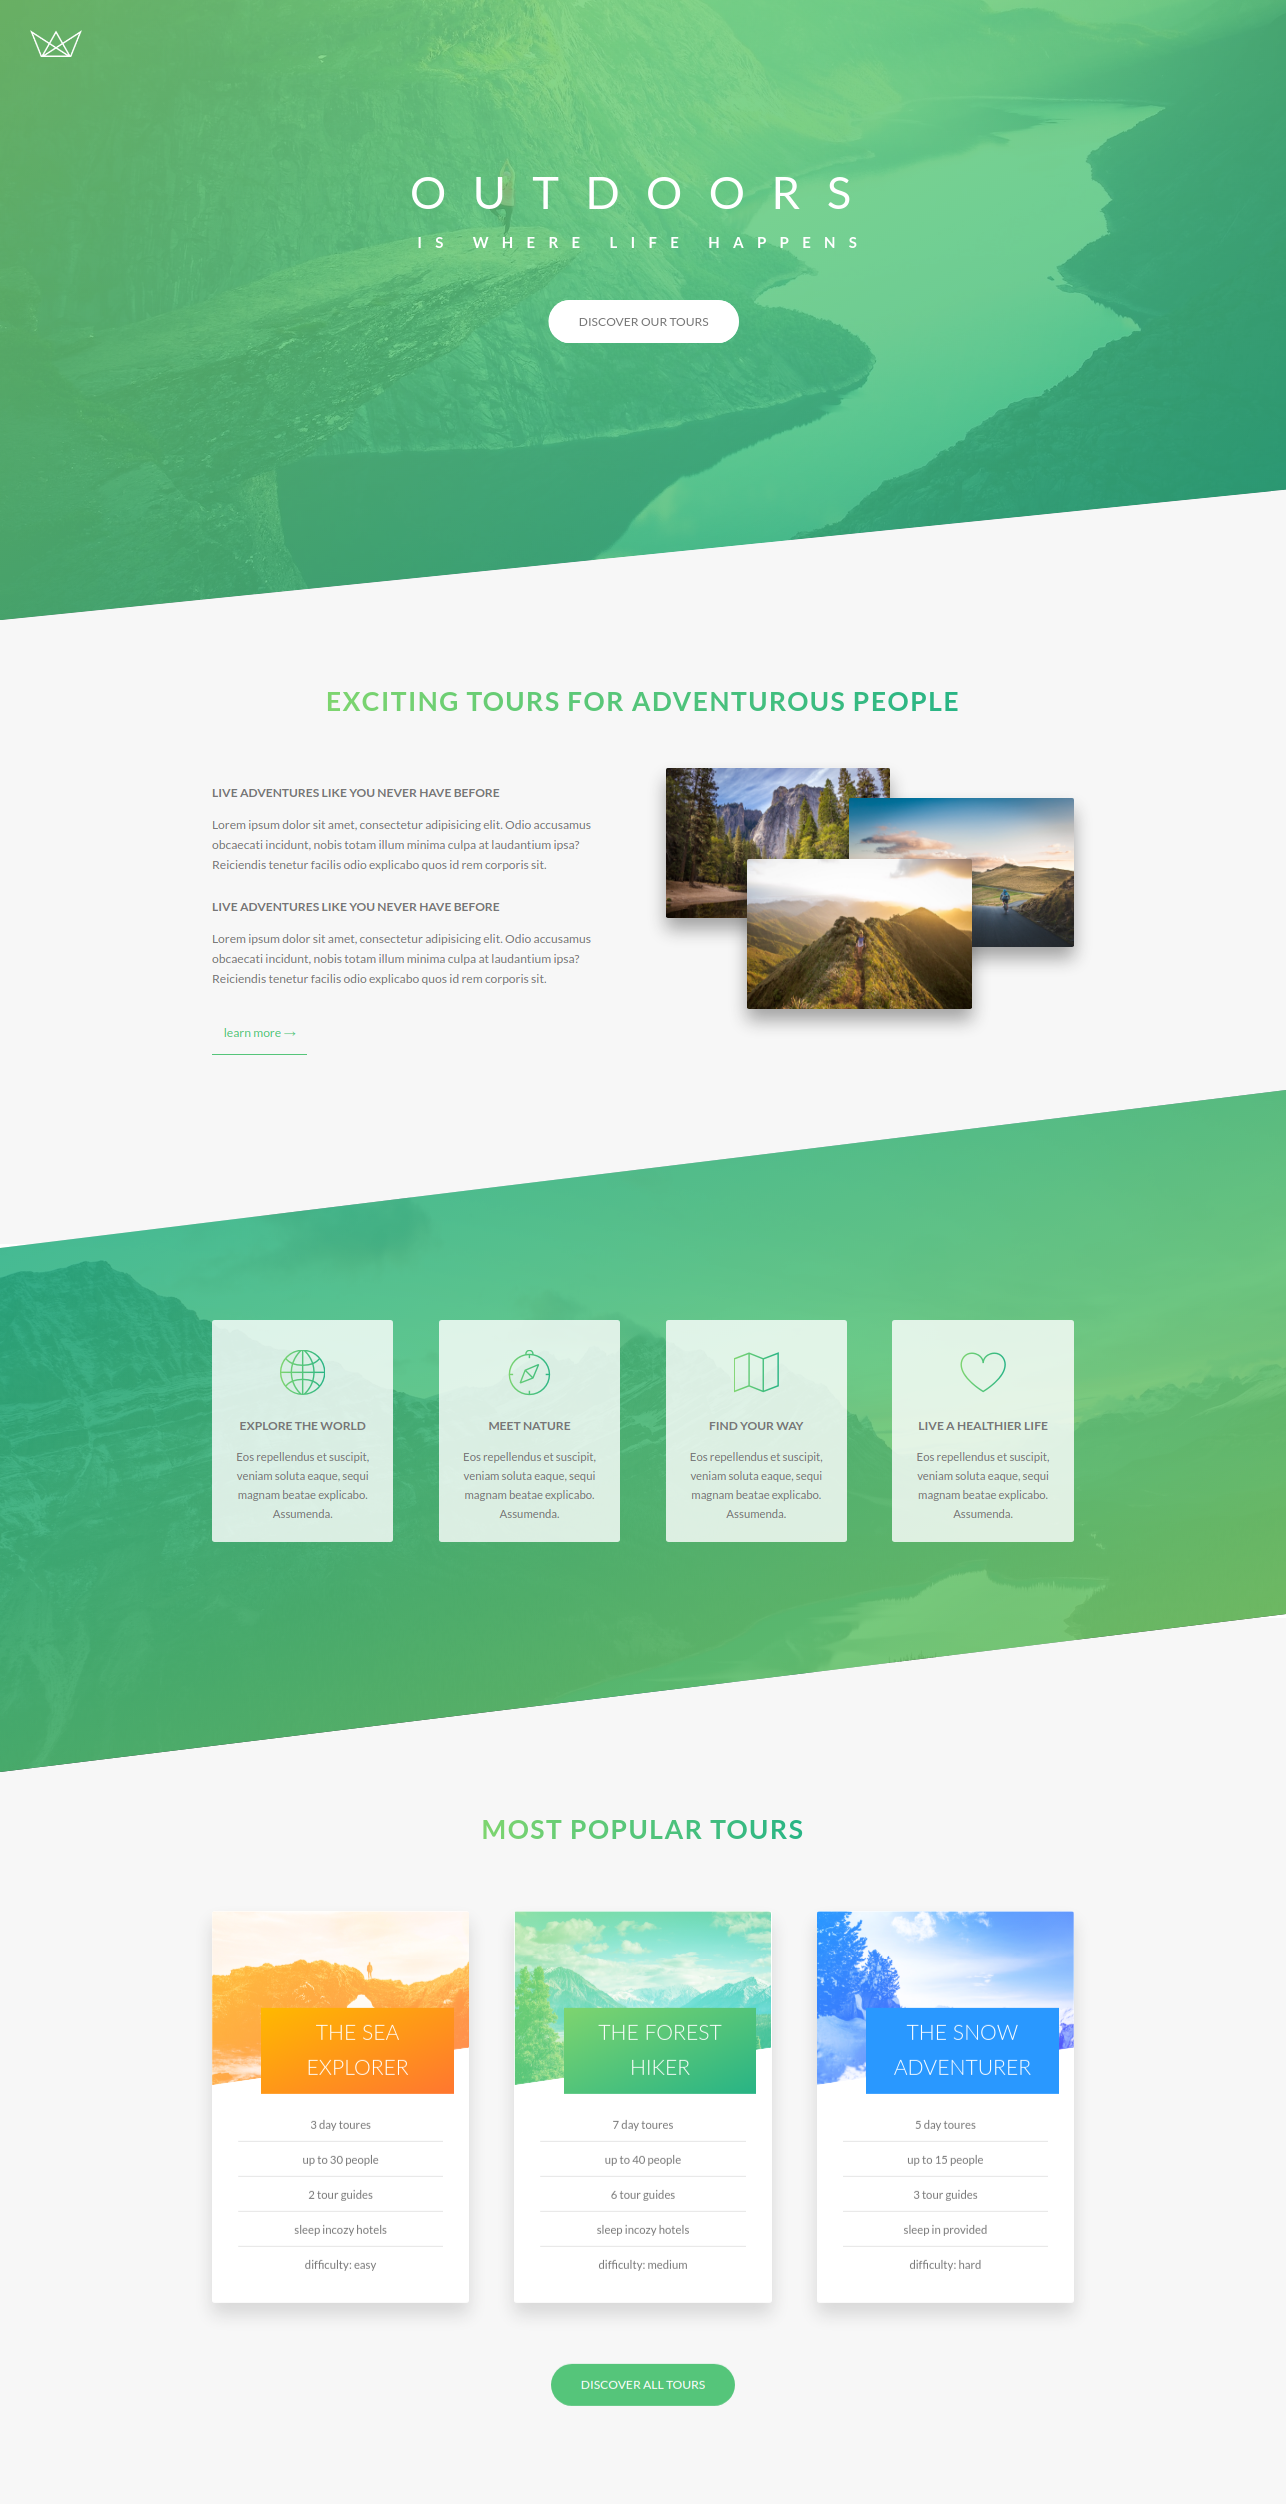 OUTDOORS
IS WHERE LIFE HAPPENS
DISCOVER OUR TOURS
EXCITING TOURS FOR ADVENTUROUS PEOPLE
LIVE ADVENTURES LIKE YOU NEVER HAVE BEFORE
Lorem ipsum dolor sit amet, consectetur adipisicing elit. Odio accusamus
obcaecati incidunt, nobis totam illum minima culpa at laudantium ipsa?
Reiciendis tenetur facilis odio explicabo quos id rem corporis sit.
LIVE ADVENTURES LIKE YOU NEVER HAVE BEFORE
Lorem ipsum dolor sit amet, consectetur adipisicing elit. Odio accusamus
obcaecati incidunt, nobis totam illum minima culpa at laudantium ipsa?
Reiciendis tenetur facilis odio explicabo quos id rem corporis sit.
learn more →
EXPLORE THE WORLD
Eos repellendus et suscipit,
veniam soluta eaque, sequi
magnam beatae explicabo.
Assumenda.
MEET NATURE
Eos repellendus et suscipit,
veniam soluta eaque, sequi
magnam beatae explicabo.
Assumenda.
FIND YOUR WAY
Eos repellendus et suscipit,
veniam soluta eaque, sequi
magnam beatae explicabo.
Assumenda.
LIVE A HEALTHIER LIFE
Eos repellendus et suscipit,
veniam soluta eaque, sequi
magnam beatae explicabo.
Assumenda.
MOST POPULAR TOURS
THE SEA
EXPLORER
3 day toures
up to 30 people
2 tour guides
sleep incozy hotels
difficulty: easy
THE FOREST
HIKER
7 day toures
up to 40 people
6 tour guides
sleep incozy hotels
difficulty: medium
THE SNOW
ADVENTURER
5 day toures
up to 15 people
3 tour guides
sleep in provided
difficulty: hard
DISCOVER ALL TOURS